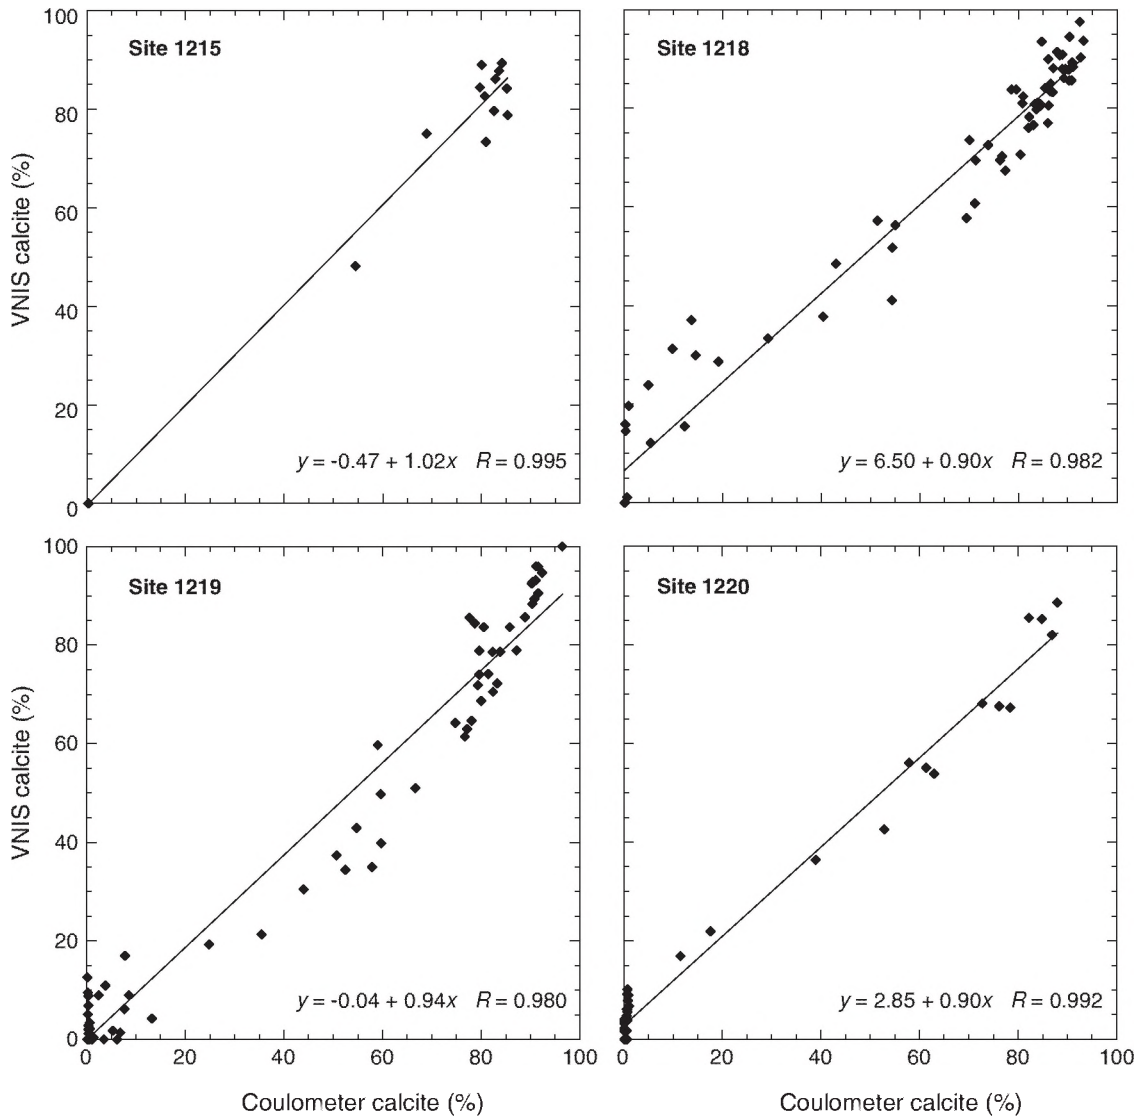 100
80
60
40
20
0
VNIS calcite (%)
Site 1215
y = -0.47 + 1.02x R = 0.995
Site 1218
y = 6.50 + 0.90x R = 0.982
100
80
60
40
20
0
VNIS calcite (%)
Site 1219
y = -0.04 + 0.94x R = 0.980
0 20 40 60 80 100
Coulometer calcite (%)
Site 1220
y = 2.85 + 0.90x R = 0.992
0 20 40 60 80 100
Coulometer calcite (%)